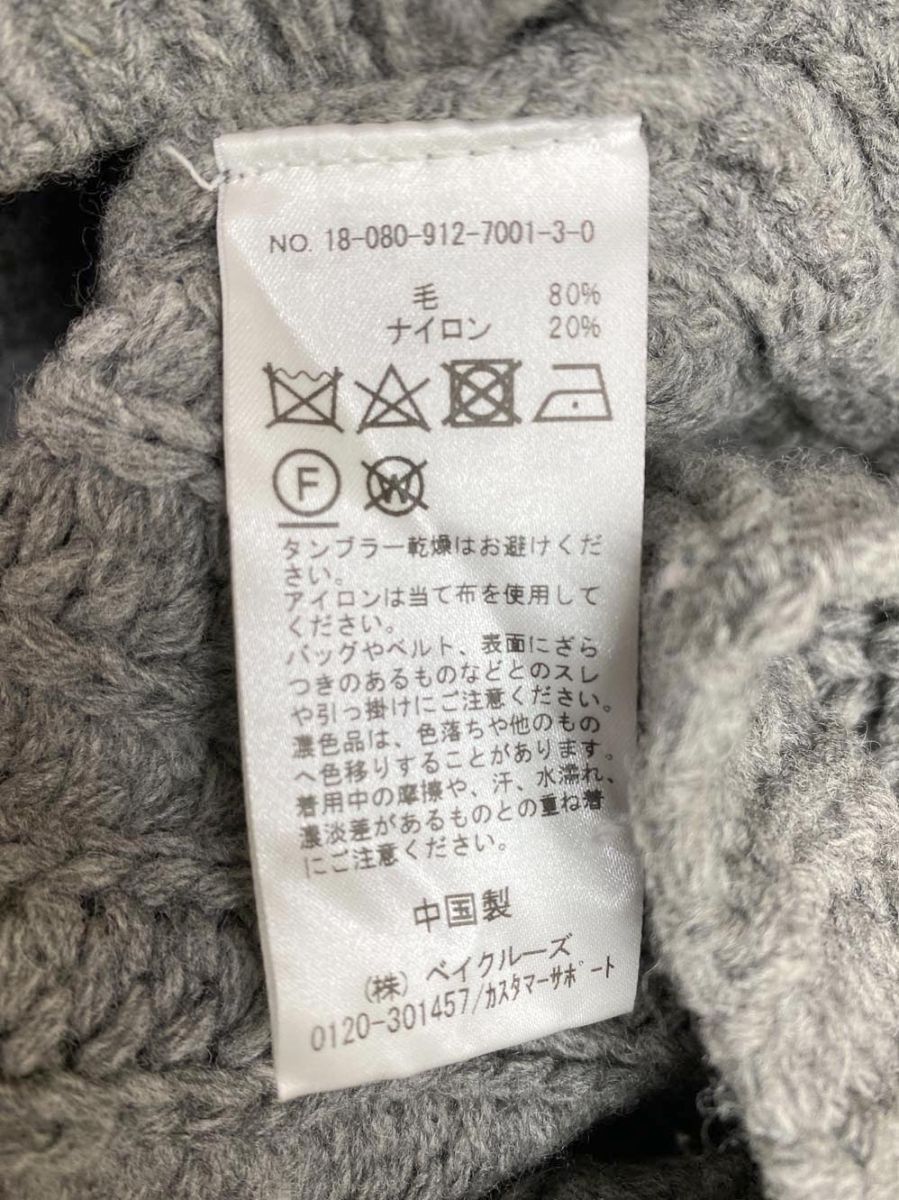 NO. 18-080-912-7001-3-0
毛 80%
ナイロン 20%
F W
タンブラー乾燥はお避けくだ
さい。
アイロンは当て布を使用して
ください。
バッグやベルト、表面にざら
つきのあるものなどとのスレ
や引っ掛けにご注意ください。
濃色品は、色落ちや他のもの
へ色移りすることがあります。
着用中の摩擦や、汗、水濡れ、
濃淡差があるものとの重ね着
にご注意ください。
中国製
(株) ベイクルーズ
0120-301457/カスタマーサポート